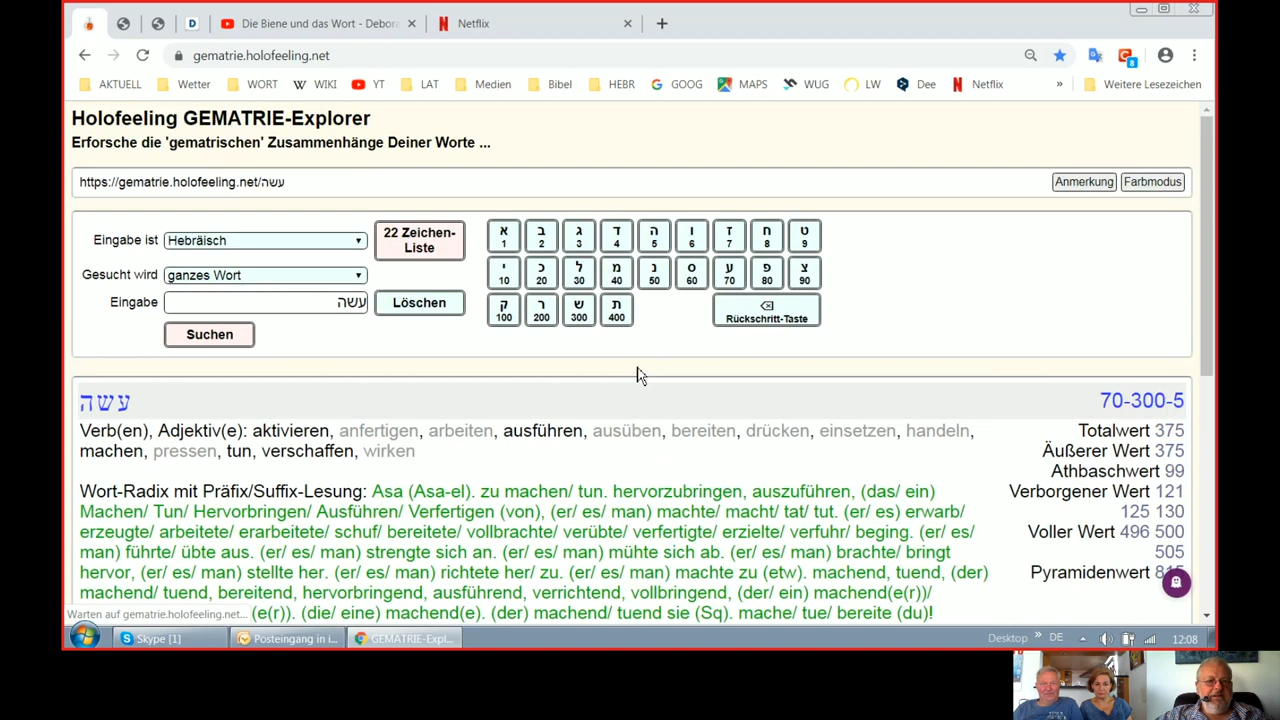 Die Biene und das Wort - Debora
Netflix
gematrie.holofeeling.net
AKTUELL Wetter WORT WIKI YT LAT Medien Bibel HEBR GOOG MAPS WUG LW Dee Netflix » Weitere Lesezeichen
Holofeeling GEMATRIE-Explorer
Erforsche die 'gematrischen' Zusammenhänge Deiner Worte ...
https://gematrie.holofeeling.net/עשה
Anmerkung Farbmodus
Eingabe ist Hebräisch
22 Zeichen-
Liste
Gesucht wird ganzes Wort
Eingabe עשה Löschen
Suchen
א ב ג ד ה ו ז ח ט
1 2 3 4 5 6 7 8 9
י כ ל מ נ ס ע פ צ
10 20 30 40 50 60 70 80 90
ק ר ש ת
100 200 300 400
Rückschritt-Taste
עשה 70-300-5
Verb(en), Adjektiv(e): aktivieren, anfertigen, arbeiten, ausführen, ausüben, bereiten, drücken, einsetzen, handeln,
machen, pressen, tun, verschaffen, wirken
Totalwert 375
Äußerer Wert 375
Athbaschwert 99
Verborgener Wert 121
125 130
Voller Wert 496 500
505
Pyramidenwert 815
Wort-Radix mit Präfix/Suffix-Lesung: Asa (Asa-el). zu machen/ tun. hervorzubringen, auszuführen, (das/ ein)
Machen/ Tun/ Hervorbringen/ Ausführen/ Verfertigen (von), (er/ es/ man) machte/ macht/ tat/ tut. (er/ es) erwarb/
erzeugte/ arbeitete/ erarbeitete/ schuf/ bereitete/ vollbrachte/ verübte/ verfertigte/ erzielte/ verfuhr/ beging. (er/ es/
man) führte/ übte aus. (er/ es/ man) strengte sich an. (er/ es/ man) mühte sich ab. (er/ es/ man) brachte/ bringt
hervor, (er/ es/ man) stellte her. (er/ es/ man) richtete her/ zu. (er/ es/ man) machte zu (etw). machend, tuend, (der)
machend/ tuend, bereitend, hervorbringend, ausführend, verrichtend, vollbringend, (der/ ein) machend(e(r))/
(e(r)). (die/ eine) machend(e). (der) machend/ tuend sie (Sq). mache/ tue/ bereite (du)!
Warten auf gematrie.holofeeling.net...
Skype [1] Posteingang in i... GEMATRIE-Expl... Desktop » DE 12:08